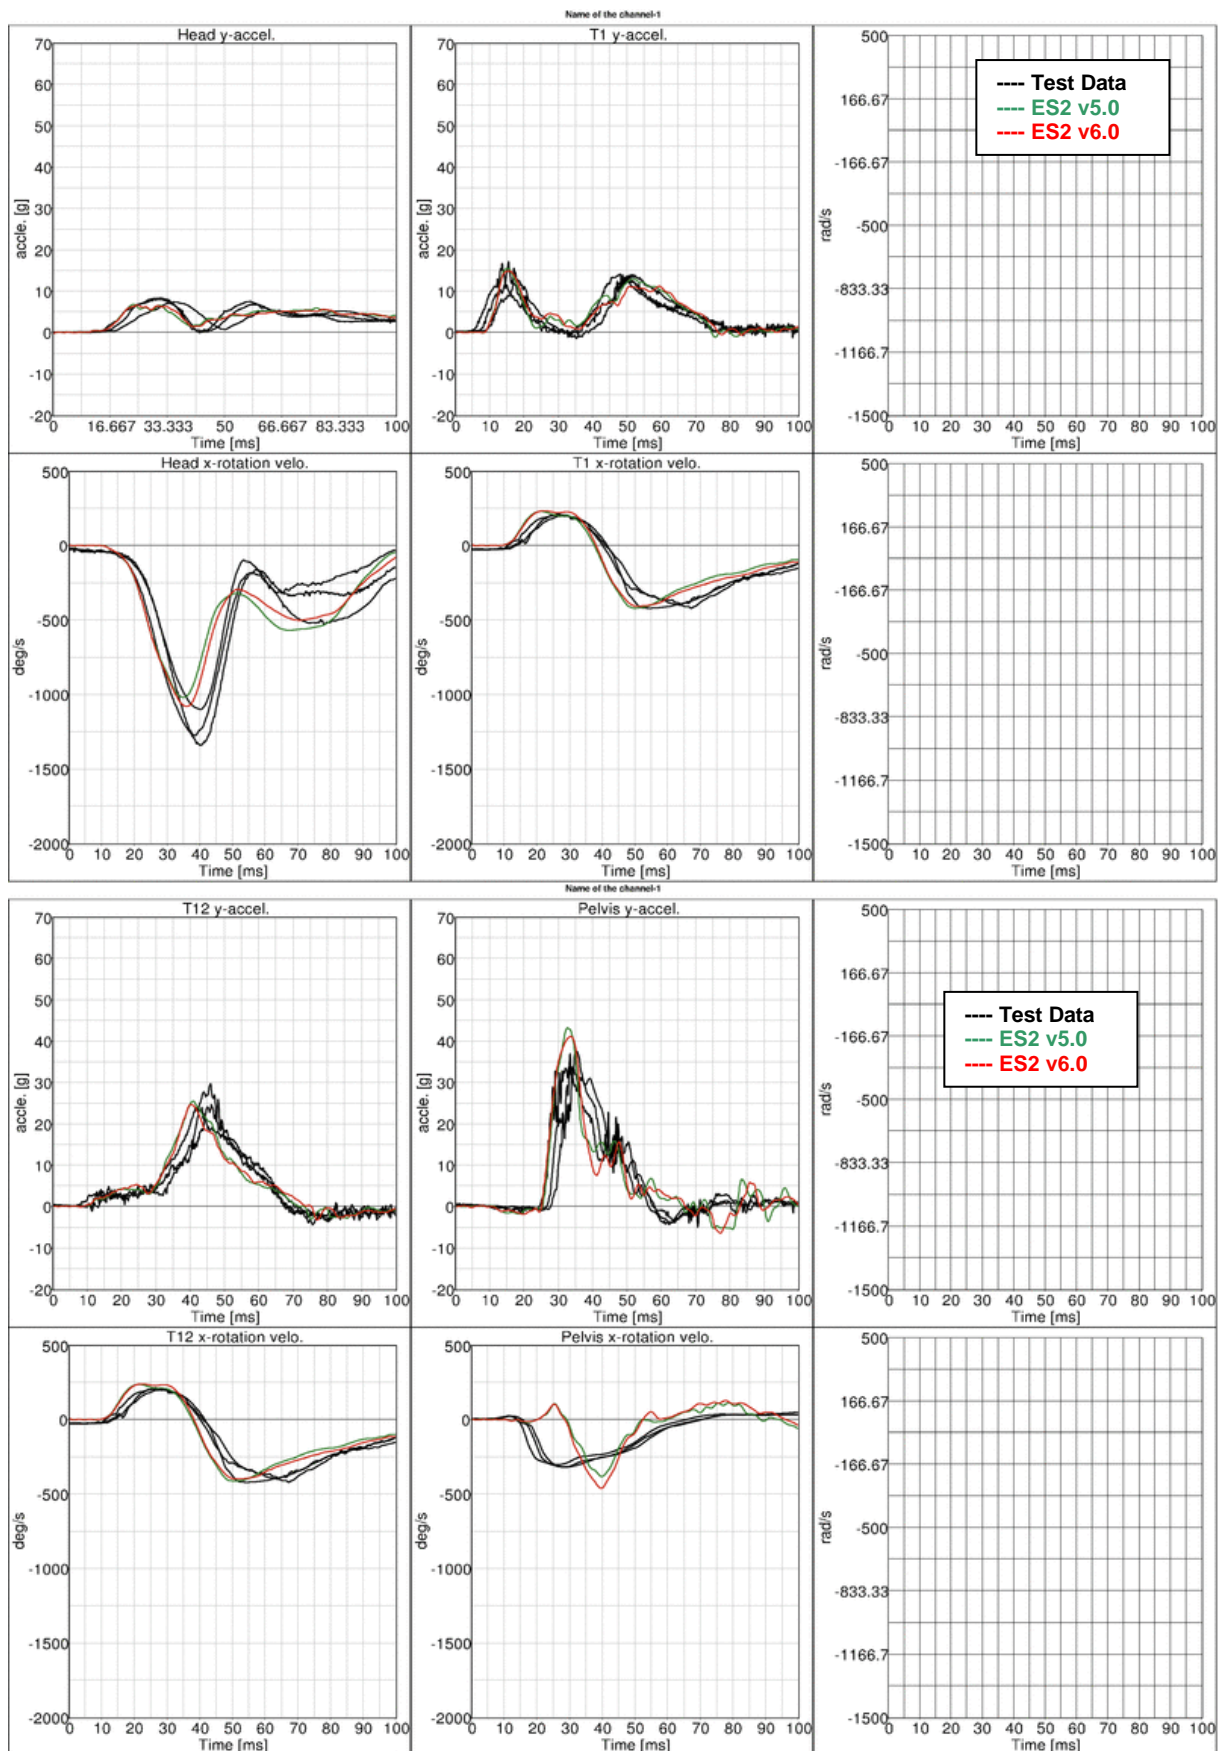 Name of the channel-1
Head y-accel.
70
60
50
40
30
20
10
0
-10
-20
accle. [g]
0 16.667 33.333 50 66.667 83.333 100
Time [ms]
T1 y-accel.
70
60
50
40
30
20
10
0
-10
-20
accle. [g]
0 10 20 30 40 50 60 70 80 90 100
Time [ms]
500
166.67
-166.67
-500
-833.33
-1166.7
-1500
rad/s
---- Test Data
---- ES2 v5.0
---- ES2 v6.0
0 10 20 30 40 50 60 70 80 90 100
Time [ms]
Head x-rotation velo.
500
0
-500
-1000
-1500
-2000
deg/s
0 10 20 30 40 50 60 70 80 90 100
Time [ms]
T1 x-rotation velo.
500
0
-500
-1000
-1500
-2000
deg/s
0 10 20 30 40 50 60 70 80 90 100
Time [ms]
500
166.67
-166.67
-500
-833.33
-1166.7
-1500
rad/s
0 10 20 30 40 50 60 70 80 90 100
Time [ms]
Name of the channel-1
T12 y-accel.
70
60
50
40
30
20
10
0
-10
-20
accle. [g]
0 10 20 30 40 50 60 70 80 90 100
Time [ms]
Pelvis y-accel.
70
60
50
40
30
20
10
0
-10
-20
accle. [g]
0 10 20 30 40 50 60 70 80 90 100
Time [ms]
500
166.67
-166.67
-500
-833.33
-1166.7
-1500
rad/s
---- Test Data
---- ES2 v5.0
---- ES2 v6.0
0 10 20 30 40 50 60 70 80 90 100
Time [ms]
T12 x-rotation velo.
500
0
-500
-1000
-1500
-2000
deg/s
0 10 20 30 40 50 60 70 80 90 100
Time [ms]
Pelvis x-rotation velo.
500
0
-500
-1000
-1500
-2000
deg/s
0 10 20 30 40 50 60 70 80 90 100
Time [ms]
500
166.67
-166.67
-500
-833.33
-1166.7
-1500
rad/s
0 10 20 30 40 50 60 70 80 90 100
Time [ms]